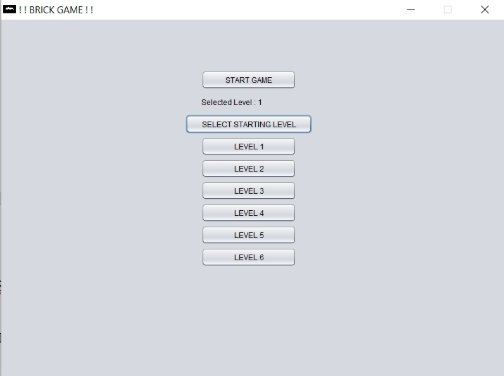 ! ! BRICK GAME ! !
START GAME
Selected Level : 1
SELECT STARTING LEVEL
LEVEL 1
LEVEL 2
LEVEL 3
LEVEL 4
LEVEL 5
LEVEL 6